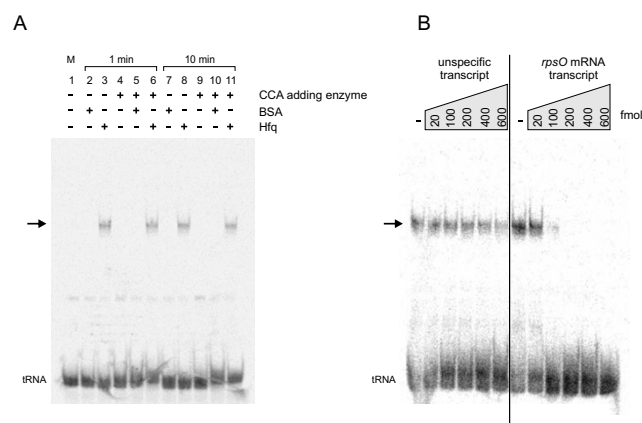 A
M 1 min 10 min
1 2 3 4 5 6 7 8 9 10 11
- - - + + + - - + + + CCA adding enzyme
- + - - + - + - - + - BSA
- - + - - + - + - - + Hfq
tRNA
B
unspecific transcript
rpsO mRNA transcript
- 20 100 200 400 600 - 20 100 200 400 600 fmol
tRNA